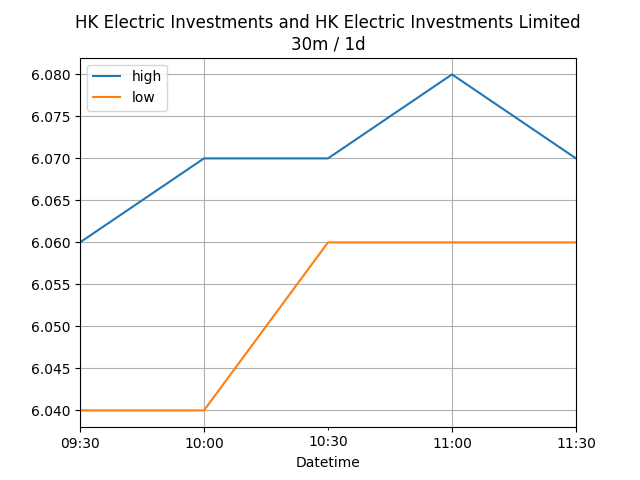 HK Electric Investments and HK Electric Investments Limited
30m / 1d
high
low
6.080
6.075
6.070
6.065
6.060
6.055
6.050
6.045
6.040
09:30 10:00 10:30 11:00 11:30
Datetime